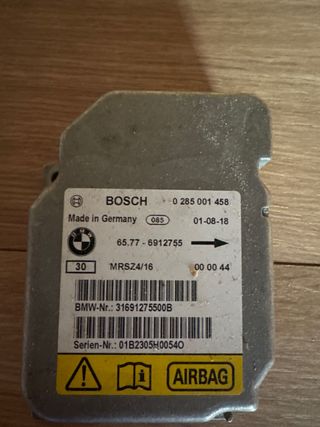 BOSCH 0 285 001 458
Made in Germany 085 01-08-18
BMW
65.77 - 6912755
30 MRSZ4/16 00 00 44
BMW-Nr.: 31691275500B
Serien-Nr.: 01B2305H0054O
AIRBAG